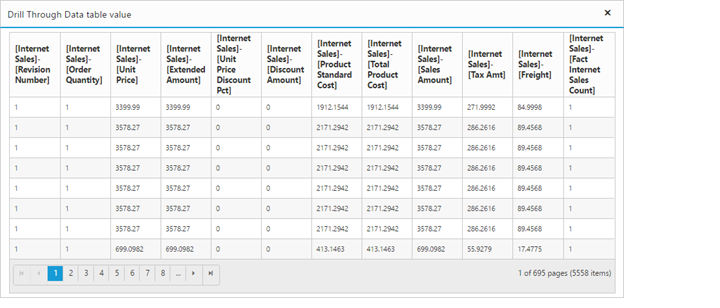 Drill Through Data table value ×
[Internet Sales]-[Revision Number] [Internet Sales]-[Order Quantity] [Internet Sales]-[Unit Price] [Internet Sales]-[Extended Amount] [Internet Sales]-[Unit Price Discount Pct] [Internet Sales]-[Discount Amount] [Internet Sales]-[Product Standard Cost] [Internet Sales]-[Total Product Cost] [Internet Sales]-[Sales Amount] [Internet Sales]-[Tax Amt] [Internet Sales]-[Freight] [Internet Sales]-[Fact Internet Sales Count]
1 1 3399.99 3399.99 0 0 1912.1544 1912.1544 3399.99 271.9992 84.9998 1
1 1 3578.27 3578.27 0 0 2171.2942 2171.2942 3578.27 286.2616 89.4568 1
1 1 3578.27 3578.27 0 0 2171.2942 2171.2942 3578.27 286.2616 89.4568 1
1 1 3578.27 3578.27 0 0 2171.2942 2171.2942 3578.27 286.2616 89.4568 1
1 1 3578.27 3578.27 0 0 2171.2942 2171.2942 3578.27 286.2616 89.4568 1
1 1 3578.27 3578.27 0 0 2171.2942 2171.2942 3578.27 286.2616 89.4568 1
1 1 3578.27 3578.27 0 0 2171.2942 2171.2942 3578.27 286.2616 89.4568 1
1 1 699.0982 699.0982 0 0 413.1463 413.1463 699.0982 55.9279 17.4775 1
1 2 3 4 5 6 7 8 ... 1 of 695 pages (5558 items)